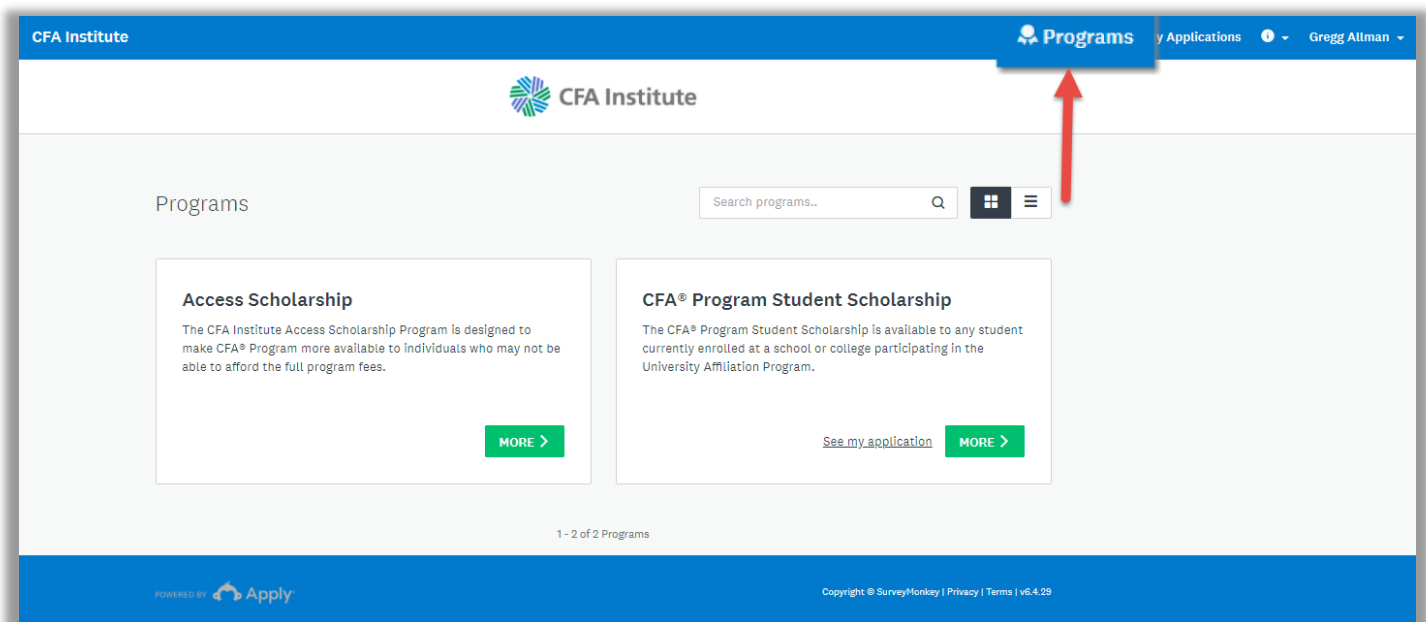 CFA Institute
Programs
y Applications
Gregg Allman
CFA Institute
Programs
Search programs..
Access Scholarship
The CFA Institute Access Scholarship Program is designed to
make CFA® Program more available to individuals who may not be
able to afford the full program fees.
MORE
CFA® Program Student Scholarship
The CFA® Program Student Scholarship is available to any student
currently enrolled at a school or college participating in the
University Affiliation Program.
See my application
MORE
1 - 2 of 2 Programs
POWERED BY Apply
Copyright © SurveyMonkey | Privacy | Terms | v6.4.29